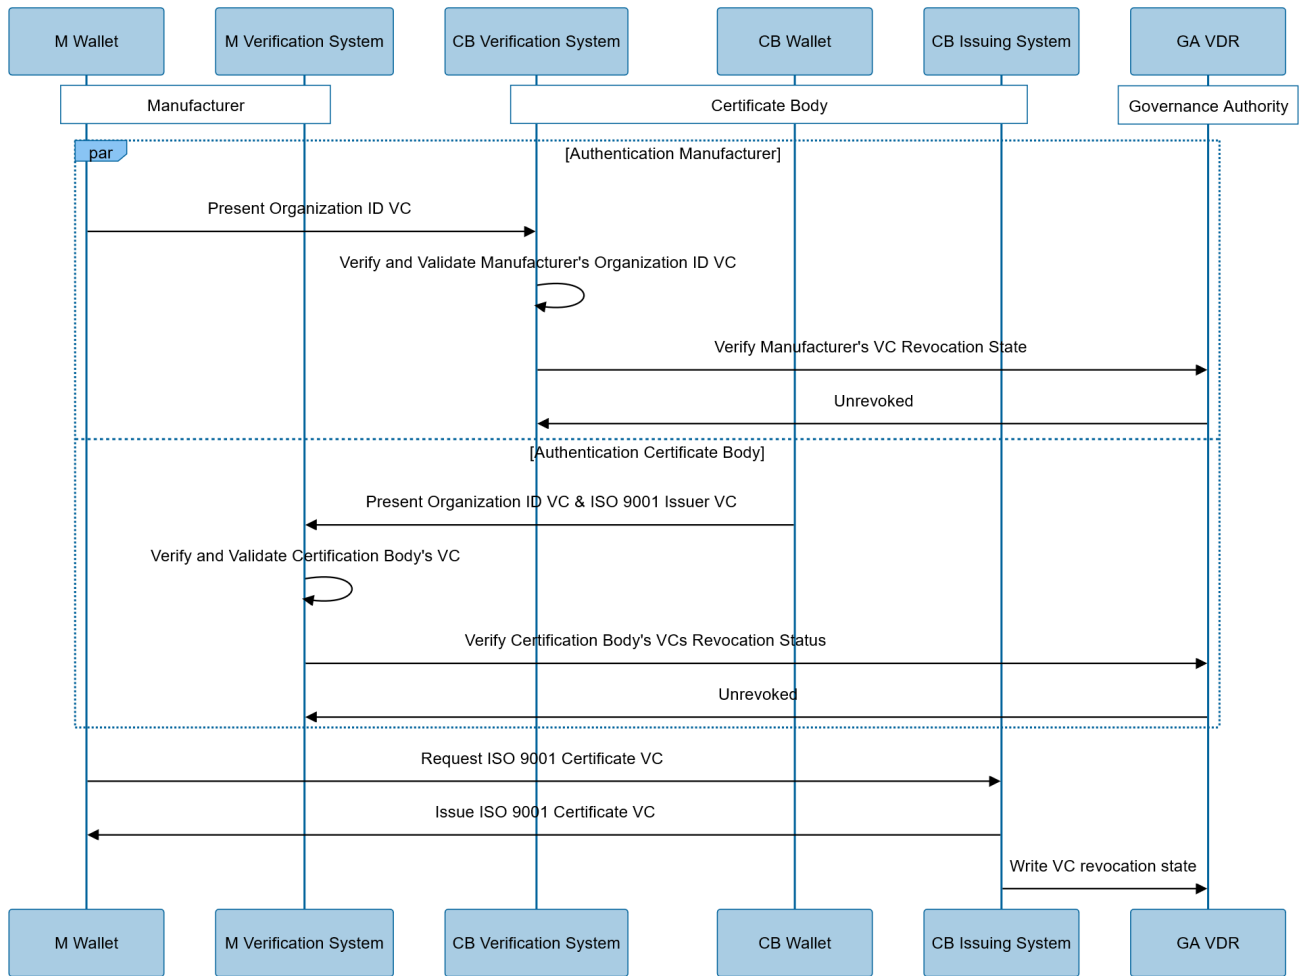 M Wallet
M Verification System
CB Verification System
CB Wallet
CB Issuing System
GA VDR
Manufacturer
Certificate Body
Governance Authority
par
[Authentication Manufacturer]
Present Organization ID VC
Verify and Validate Manufacturer's Organization ID VC
Verify Manufacturer's VC Revocation State
Unrevoked
[Authentication Certificate Body]
Present Organization ID VC & ISO 9001 Issuer VC
Verify and Validate Certification Body's VC
Verify Certification Body's VCs Revocation Status
Unrevoked
Request ISO 9001 Certificate VC
Issue ISO 9001 Certificate VC
Write VC revocation state
M Wallet
M Verification System
CB Verification System
CB Wallet
CB Issuing System
GA VDR